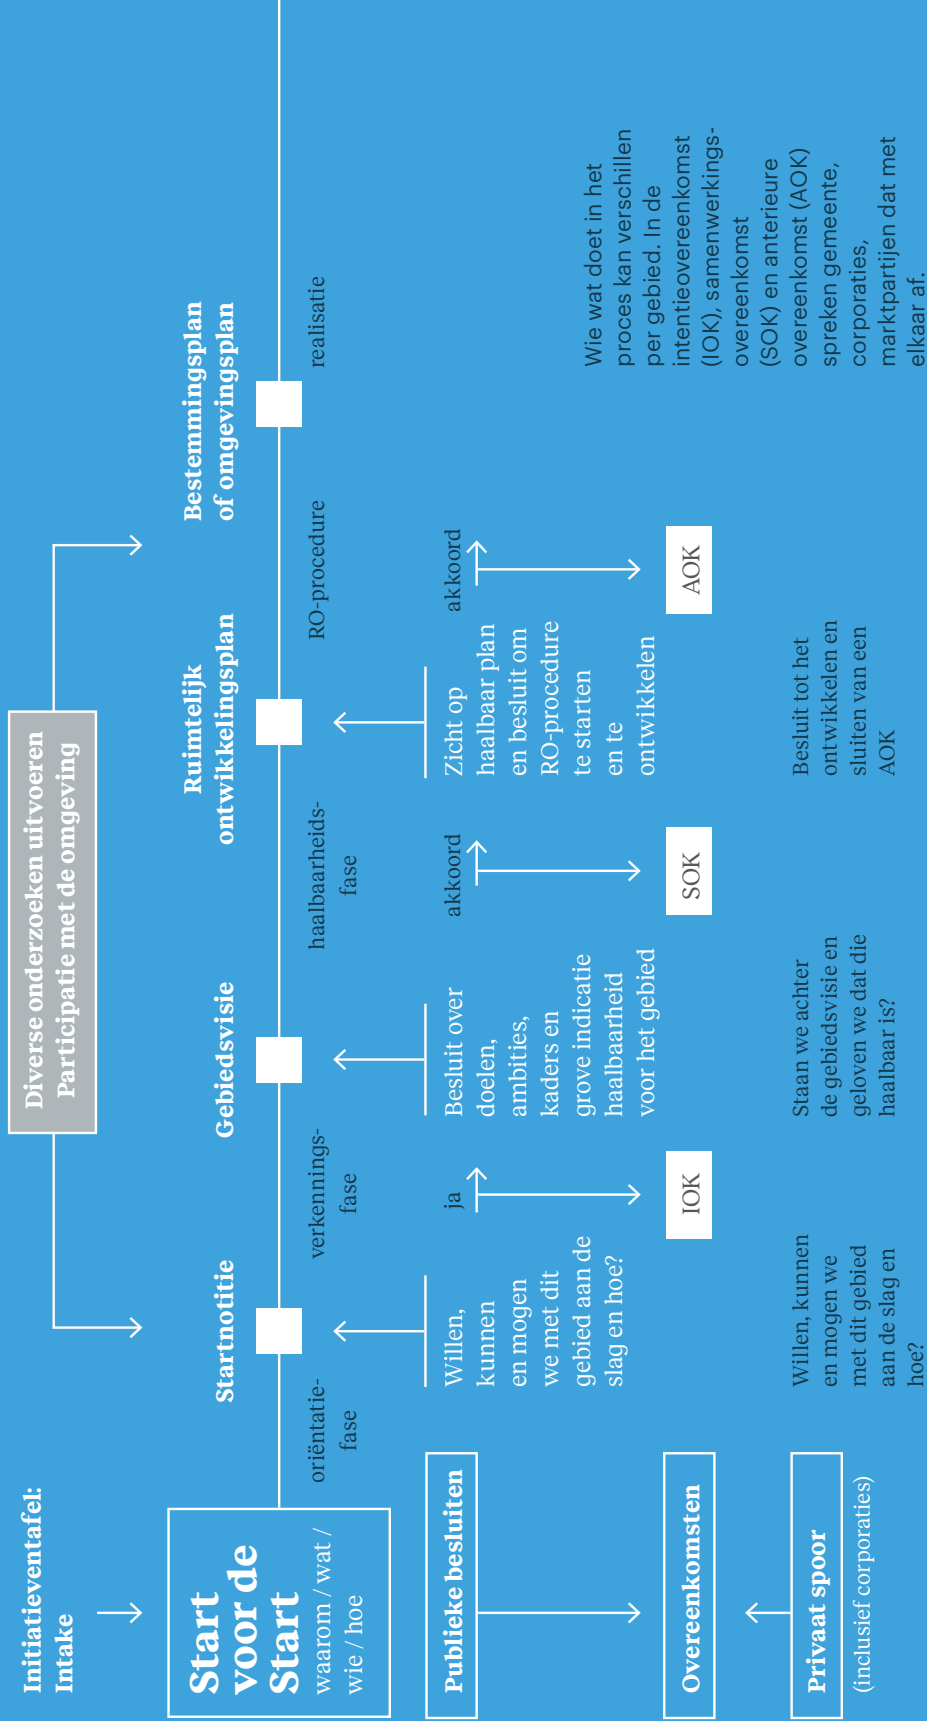 Initiatieventafel:
Intake
Diverse onderzoeken uitvoeren
Participatie met de omgeving
Start
voor de
Start
waarom / wat /
wie / hoe
oriëntatie-
fase
Startnotitie
verkennings-
fase
Gebiedsvisie
haalbaarheids-
fase
Ruimtelijk
ontwikkelingsplan
RO-procedure
Bestemmingsplan
of omgevingsplan
realisatie
Publieke besluiten
Willen,
kunnen
en mogen
we met dit
gebied aan de
slag en hoe?
ja
Besluit over
doelen,
ambities,
kaders en
grove indicatie
haalbaarheid
voor het gebied
akkoord
Zicht op
haalbaar plan
en besluit om
RO-procedure
te starten
en te
ontwikkelen
akkoord
Overeenkomsten
IOK
SOK
AOK
Privaat spoor
(inclusief corporaties)
Willen, kunnen
en mogen we
met dit gebied
aan de slag en
hoe?
Staan we achter
de gebiedsvisie en
geloven we dat die
haalbaar is?
Besluit tot het
ontwikkelen en
sluiten van een
AOK
Wie wat doet in het
proces kan verschillen
per gebied. In de
intentieovereenkomst
(IOK), samenwerkings-
overeenkomst
(SOK) en anterieure
overeenkomst (AOK)
spreken gemeente,
corporaties,
marktpartijen dat met
elkaar af.